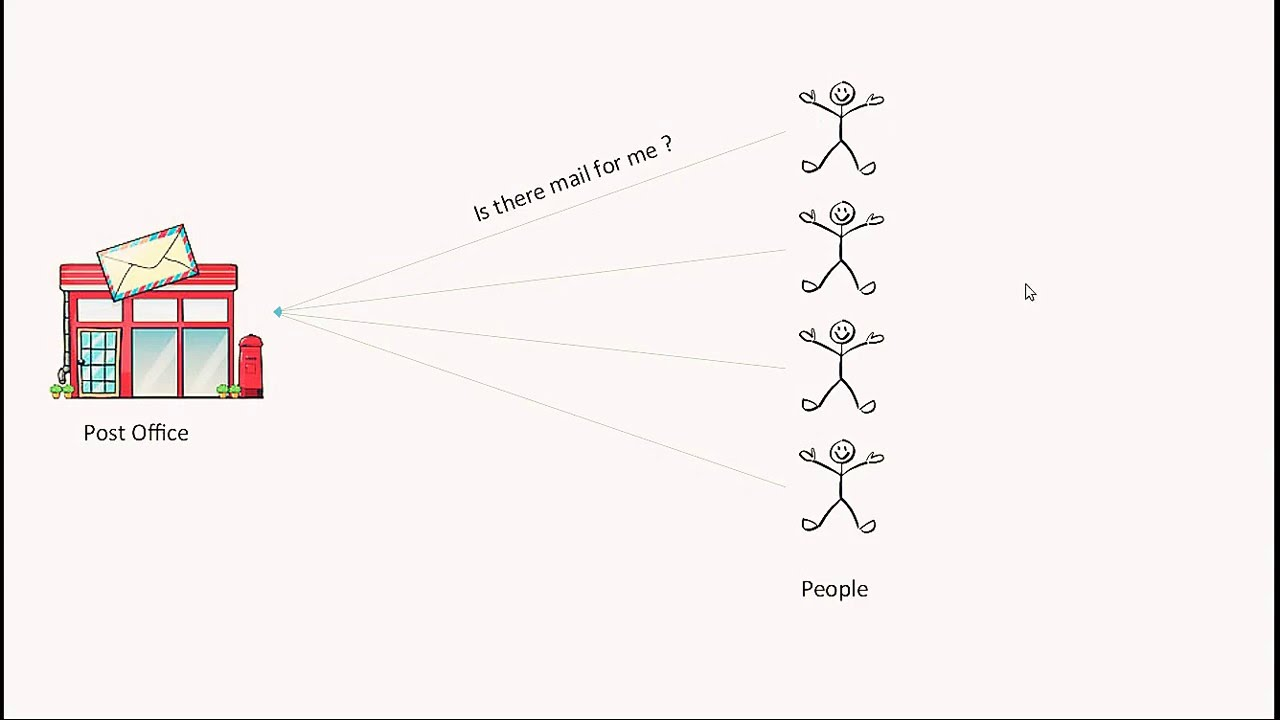 Is there mail for me ?
Post Office
People